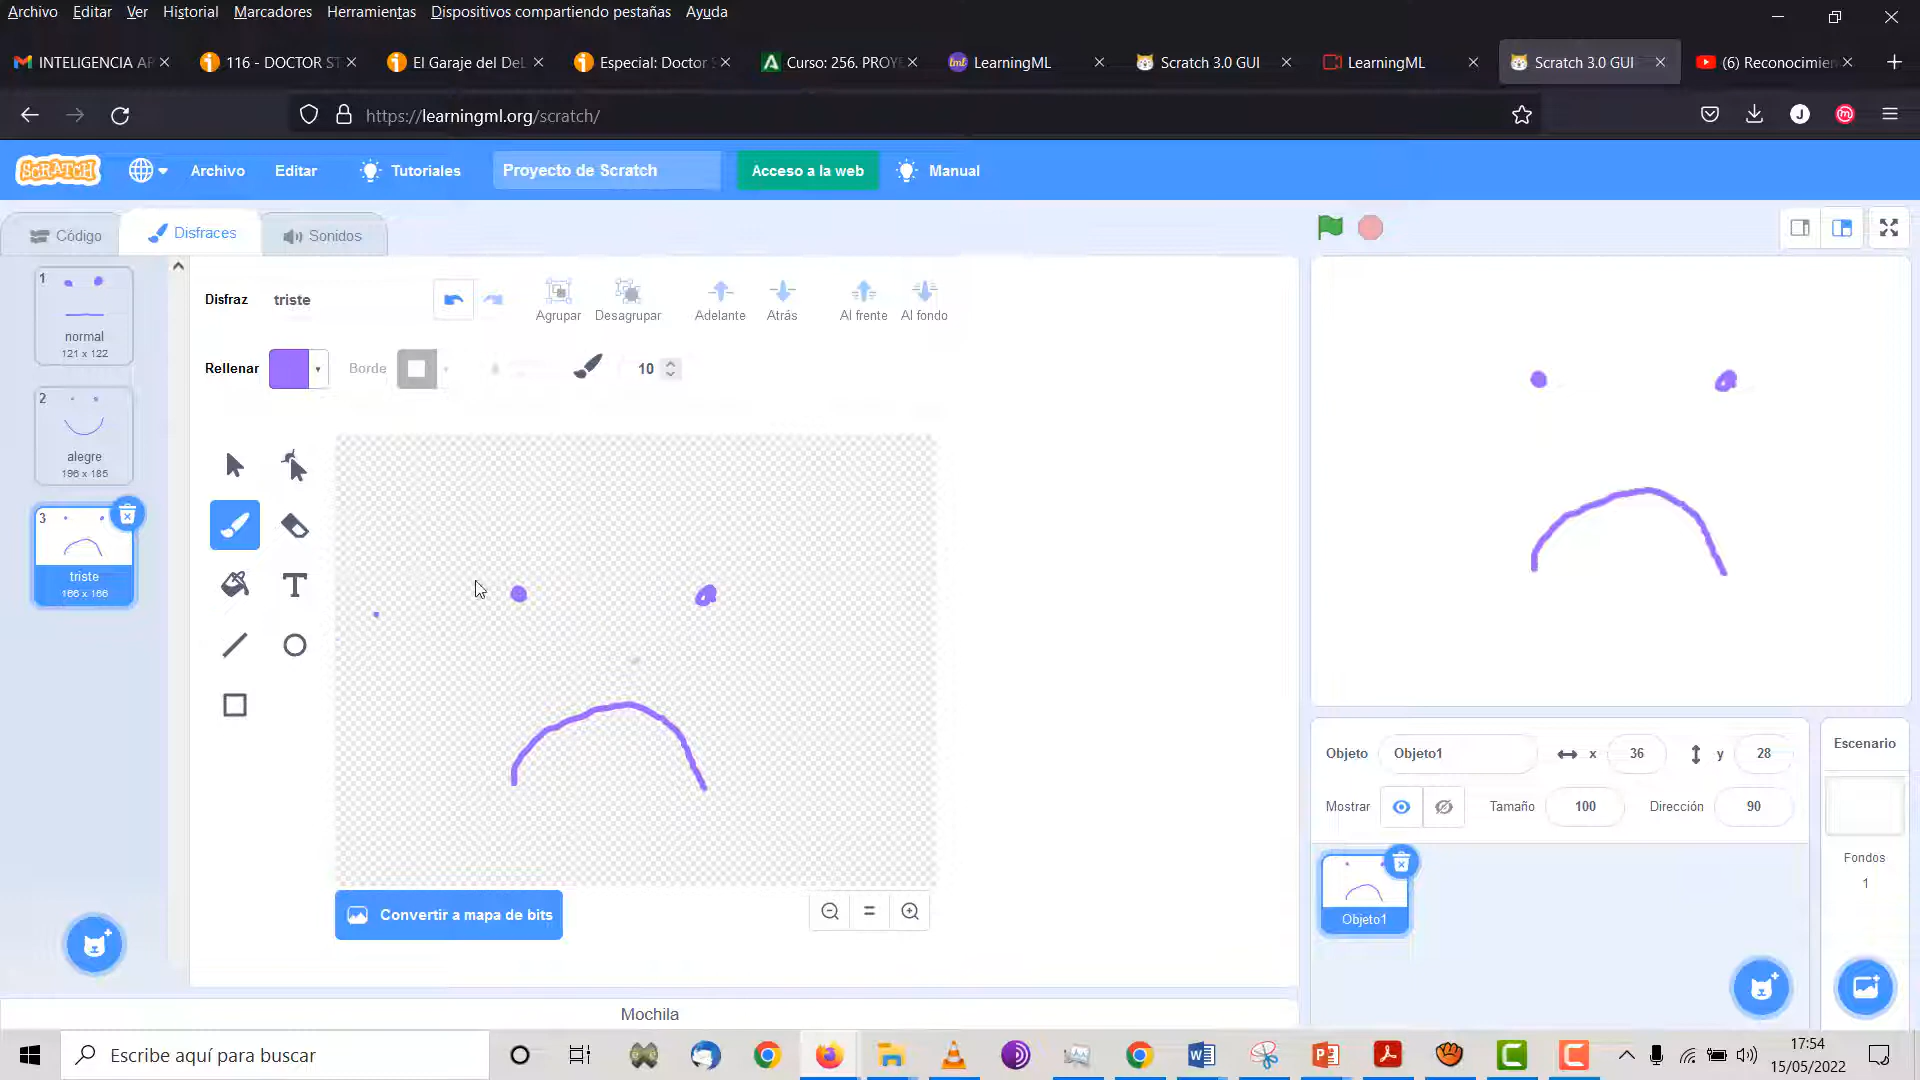 Archivo Editar Ver Historial Marcadores Herramientas Dispositivos compartiendo pestañas Ayuda
INTELIGENCIA AR 116 - DOCTOR ST El Garaje del DeL Especial: Doctor S Curso: 256. PROYE LearningML Scratch 3.0 GUI LearningML Scratch 3.0 GUI (6) Reconocimien
https://learningml.org/scratch/
SCRATCH Archivo Editar Tutoriales Proyecto de Scratch Acceso a la web Manual
Código Disfraces Sonidos
Disfraz triste Agrupar Desagrupar Adelante Atrás Al frente Al fondo
Rellenar Borde 10
1
normal
121 x 122
2
alegre
196 x 185
3
triste
166 x 166
T
Convertir a mapa de bits
Mochila
Objeto Objeto1 x 36 y 28
Mostrar Tamaño 100 Dirección 90
Objeto1
Escenario
Fondos
1
Escribe aquí para buscar
17:54
15/05/2022